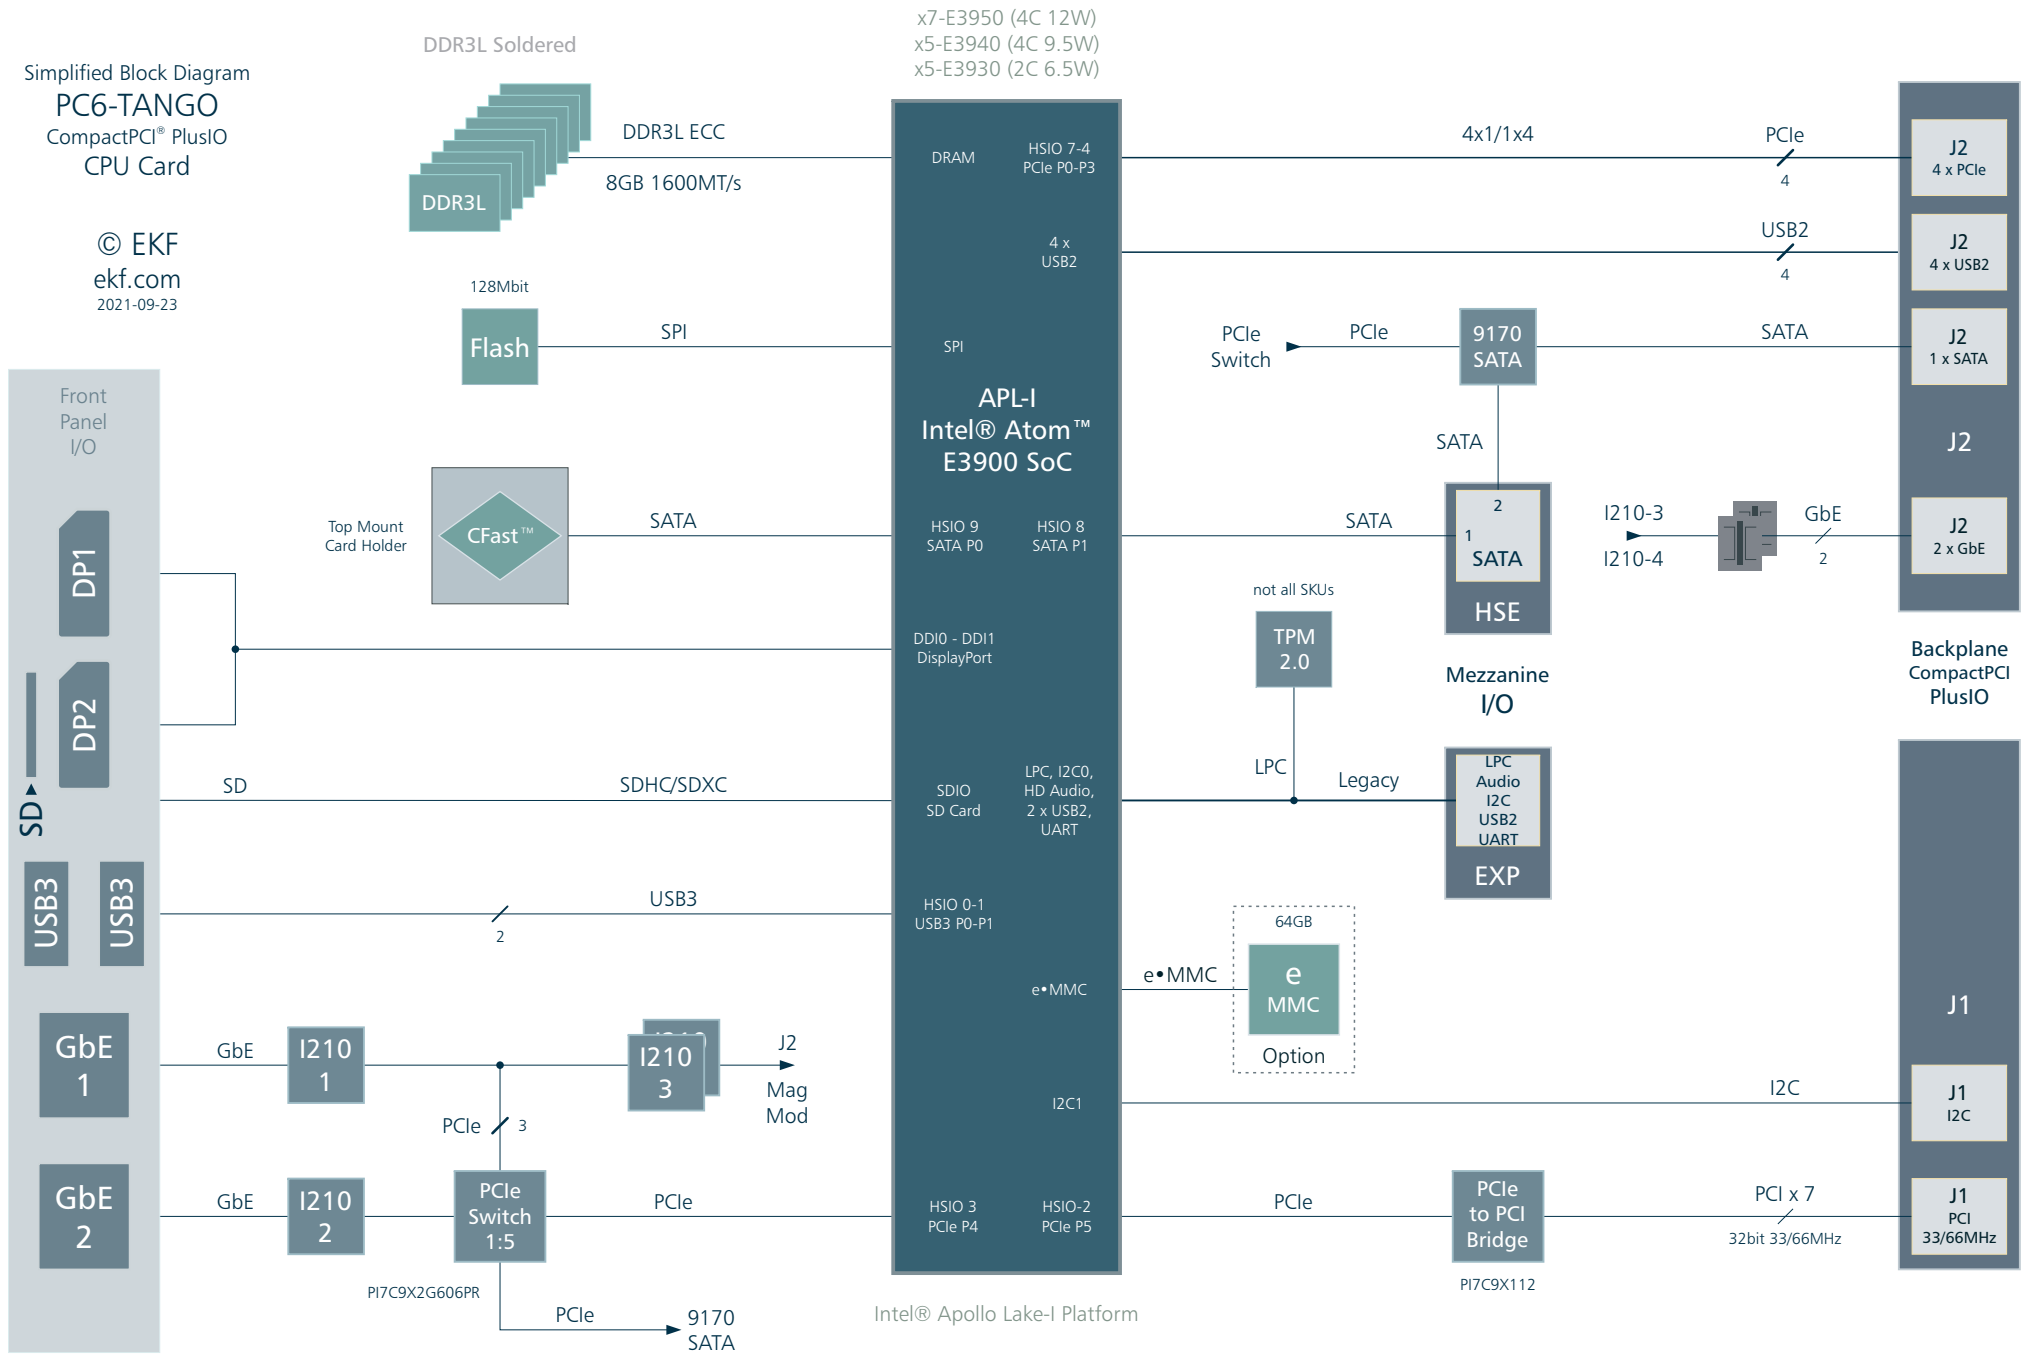 Simplified Block Diagram
PC6-TANGO
CompactPCI® PlusIO
CPU Card
© EKF
ekf.com
2021-09-23
DDR3L Soldered
DDR3L
DDR3L ECC
8GB 1600MT/s
128Mbit
Flash
SPI
Top Mount
Card Holder
CFast™
SATA
Front
Panel
I/O
DP1
DP2
SD
SD
SDHC/SDXC
USB3
USB3
USB3
2
GbE
1
GbE
I210
1
I210
I210
3
J2
Mag
Mod
PCIe
3
GbE
2
GbE
I210
2
PCIe
Switch
1:5
PCIe
PI7C9X2G606PR
PCIe
9170
SATA
x7-E3950 (4C 12W)
x5-E3940 (4C 9.5W)
x5-E3930 (2C 6.5W)
DRAM
HSIO 7-4
PCIe P0-P3
4 x
USB2
SPI
APL-I
Intel® Atom™
E3900 SoC
HSIO 9
SATA P0
HSIO 8
SATA P1
DDI0 - DDI1
DisplayPort
SDIO
SD Card
LPC, I2C0,
HD Audio,
2 x USB2,
UART
HSIO 0-1
USB3 P0-P1
e•MMC
I2C1
HSIO 3
PCIe P4
HSIO-2
PCIe P5
Intel® Apollo Lake-I Platform
4x1/1x4
PCIe
4
USB2
4
PCIe
Switch
PCIe
9170
SATA
SATA
SATA
SATA
2
1
SATA
HSE
Mezzanine
I/O
I210-3
I210-4
GbE
2
not all SKUs
TPM
2.0
LPC
Legacy
LPC
Audio
I2C
USB2
UART
EXP
e•MMC
64GB
e
MMC
Option
I2C
PCIe
PCIe
to PCI
Bridge
PI7C9X112
PCI x 7
32bit 33/66MHz
J2
4 x PCIe
J2
4 x USB2
J2
1 x SATA
J2
J2
2 x GbE
Backplane
CompactPCI
PlusIO
J1
J1
I2C
J1
PCI
33/66MHz